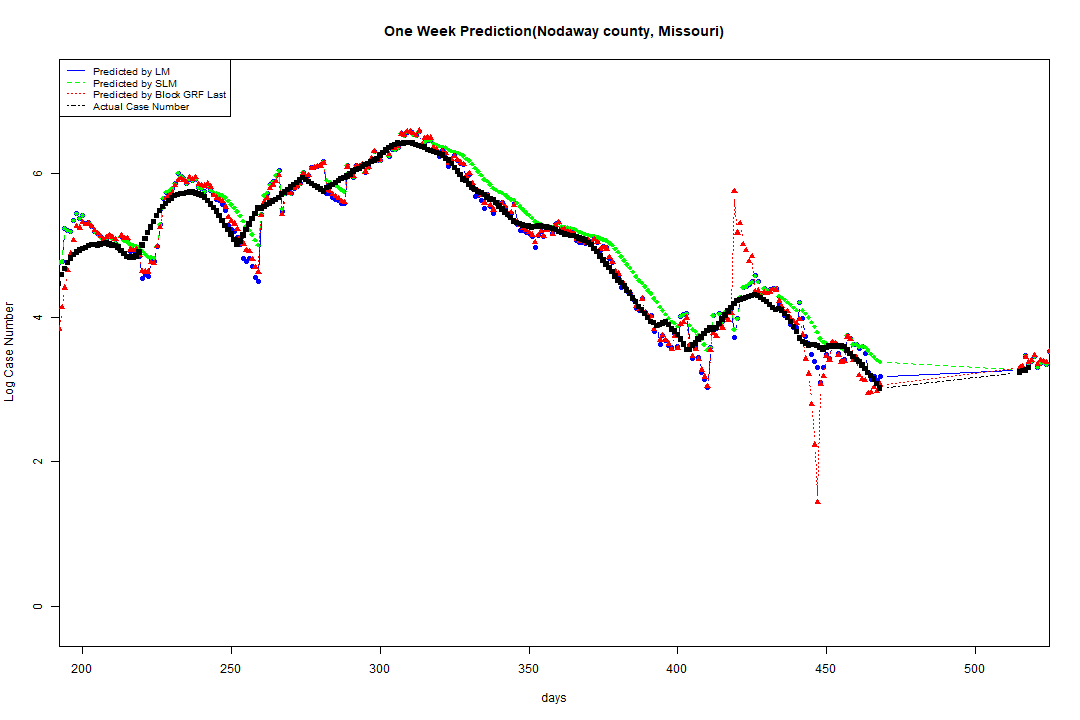 One Week Prediction(Nodaway county, Missouri)
Predicted by LM
Predicted by SLM
Predicted by Block GRF Last
Actual Case Number
Log Case Number
6
4
2
0
200 250 300 350 400 450 500
days